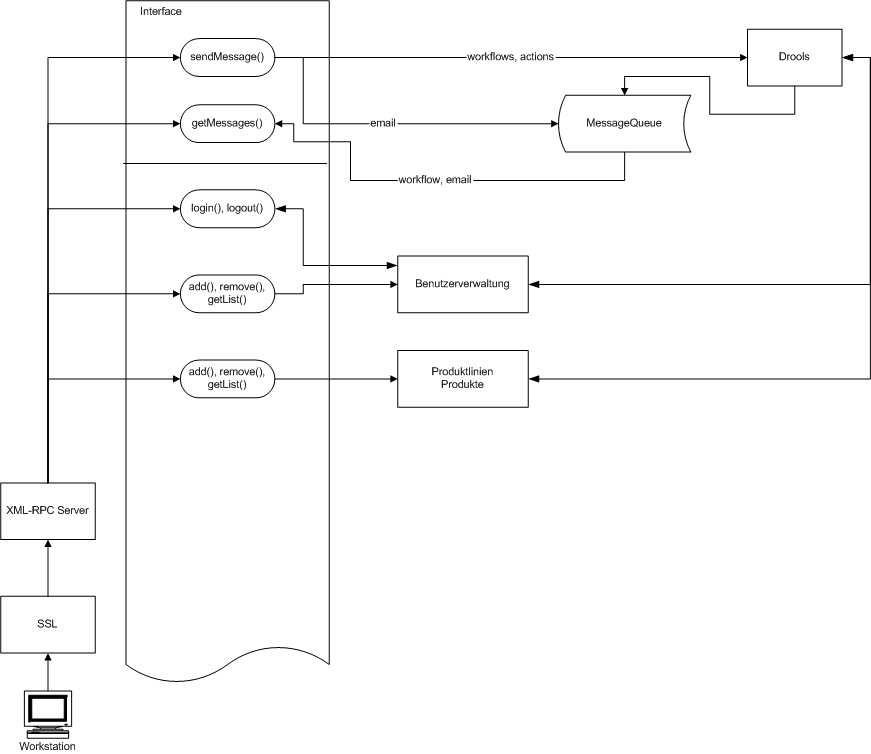 Interface
sendMessage()
workflows, actions
Drools
getMessages()
email
MessageQueue
workflow, email
login(), logout()
add(), remove(),
getList()
Benutzerverwaltung
add(), remove(),
getList()
Produktlinien
Produkte
XML-RPC Server
SSL
Workstation